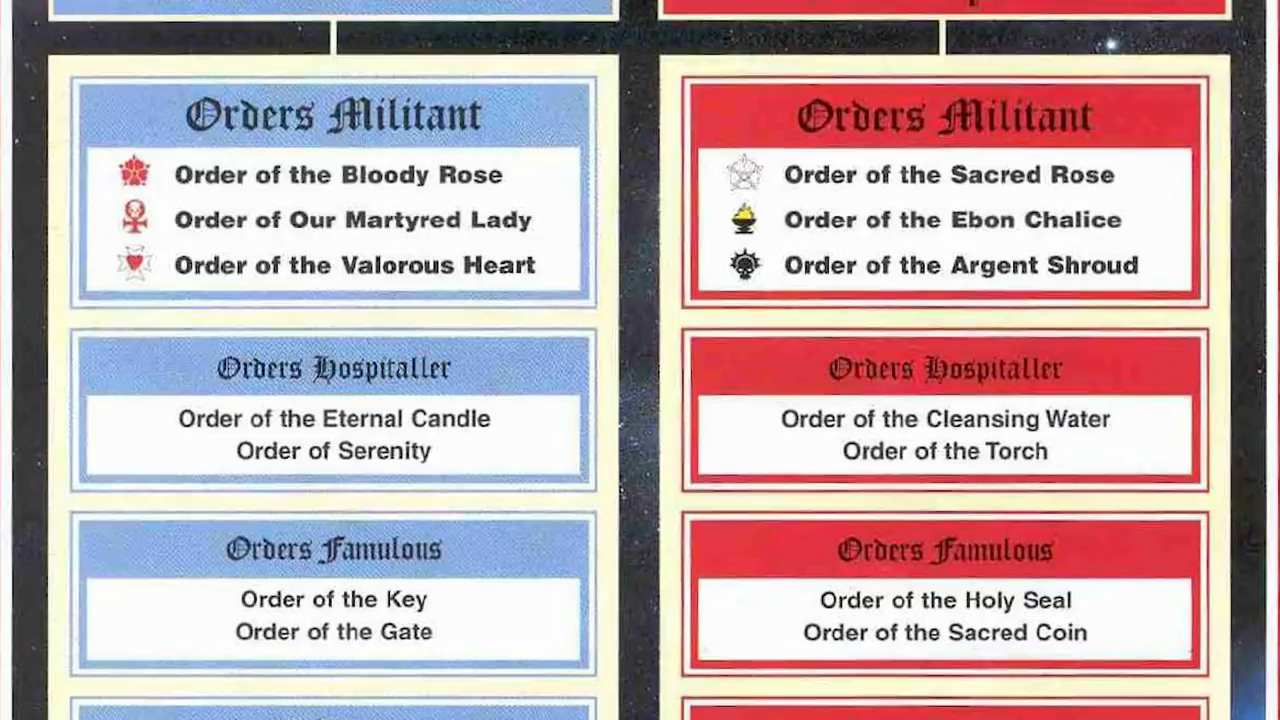 Orders Militant
Order of the Bloody Rose
Order of Our Martyred Lady
Order of the Valorous Heart
Orders Hospitaller
Order of the Eternal Candle
Order of Serenity
Orders Famulous
Order of the Key
Order of the Gate
Orders Militant
Order of the Sacred Rose
Order of the Ebon Chalice
Order of the Argent Shroud
Orders Hospitaller
Order of the Cleansing Water
Order of the Torch
Orders Famulous
Order of the Holy Seal
Order of the Sacred Coin